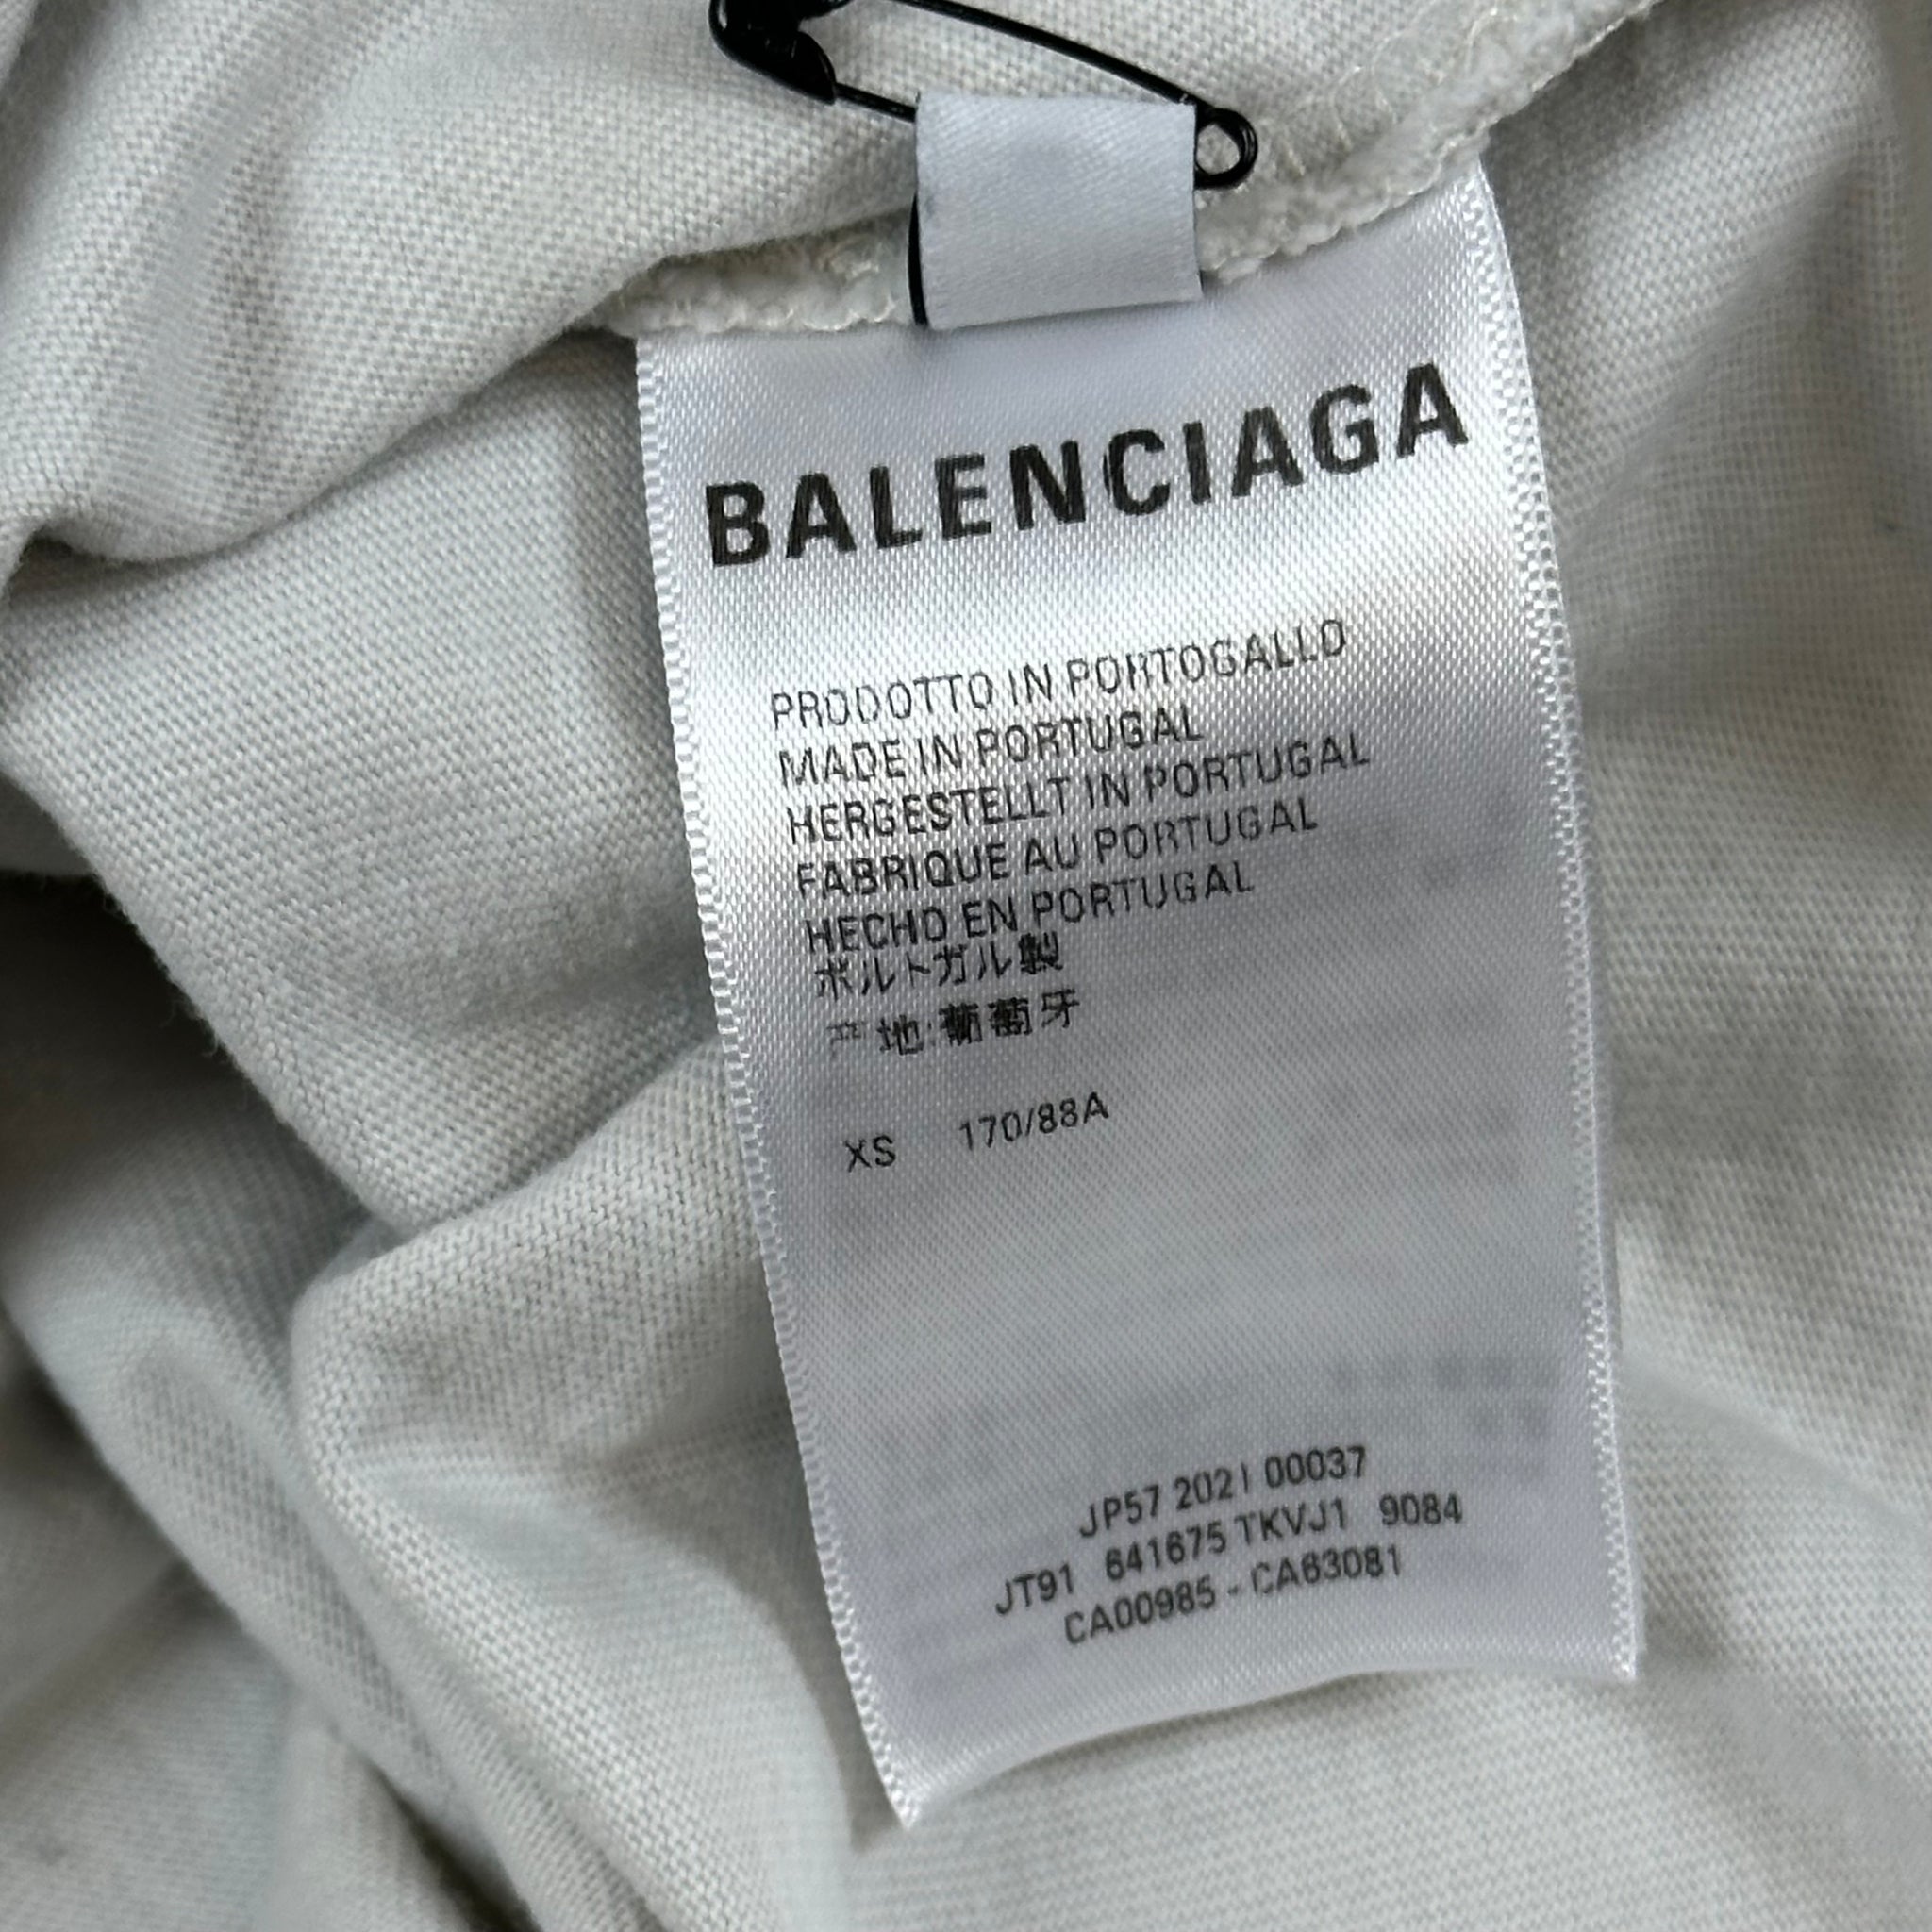 BALENCIAGA
PRODOTTO IN PORTOGALLO
MADE IN PORTUGAL
HERGESTELLT IN PORTUGAL
FABRIQUE AU PORTUGAL
HECHO EN PORTUGAL
ポルトガル製
产地:葡萄牙
XS 170/88A
JP57 2021 00037
JT91 641675 TKVJ1 9084
CA00985 - CA63081